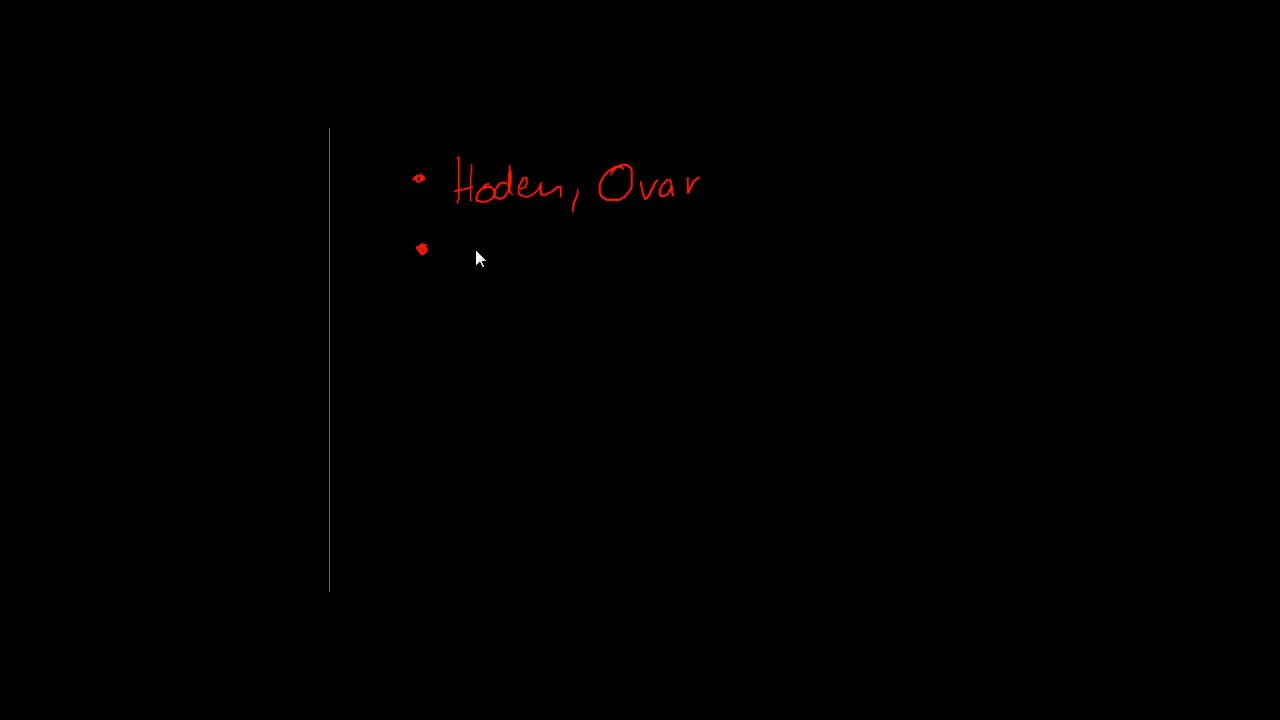 • Hoden, Ovar
•